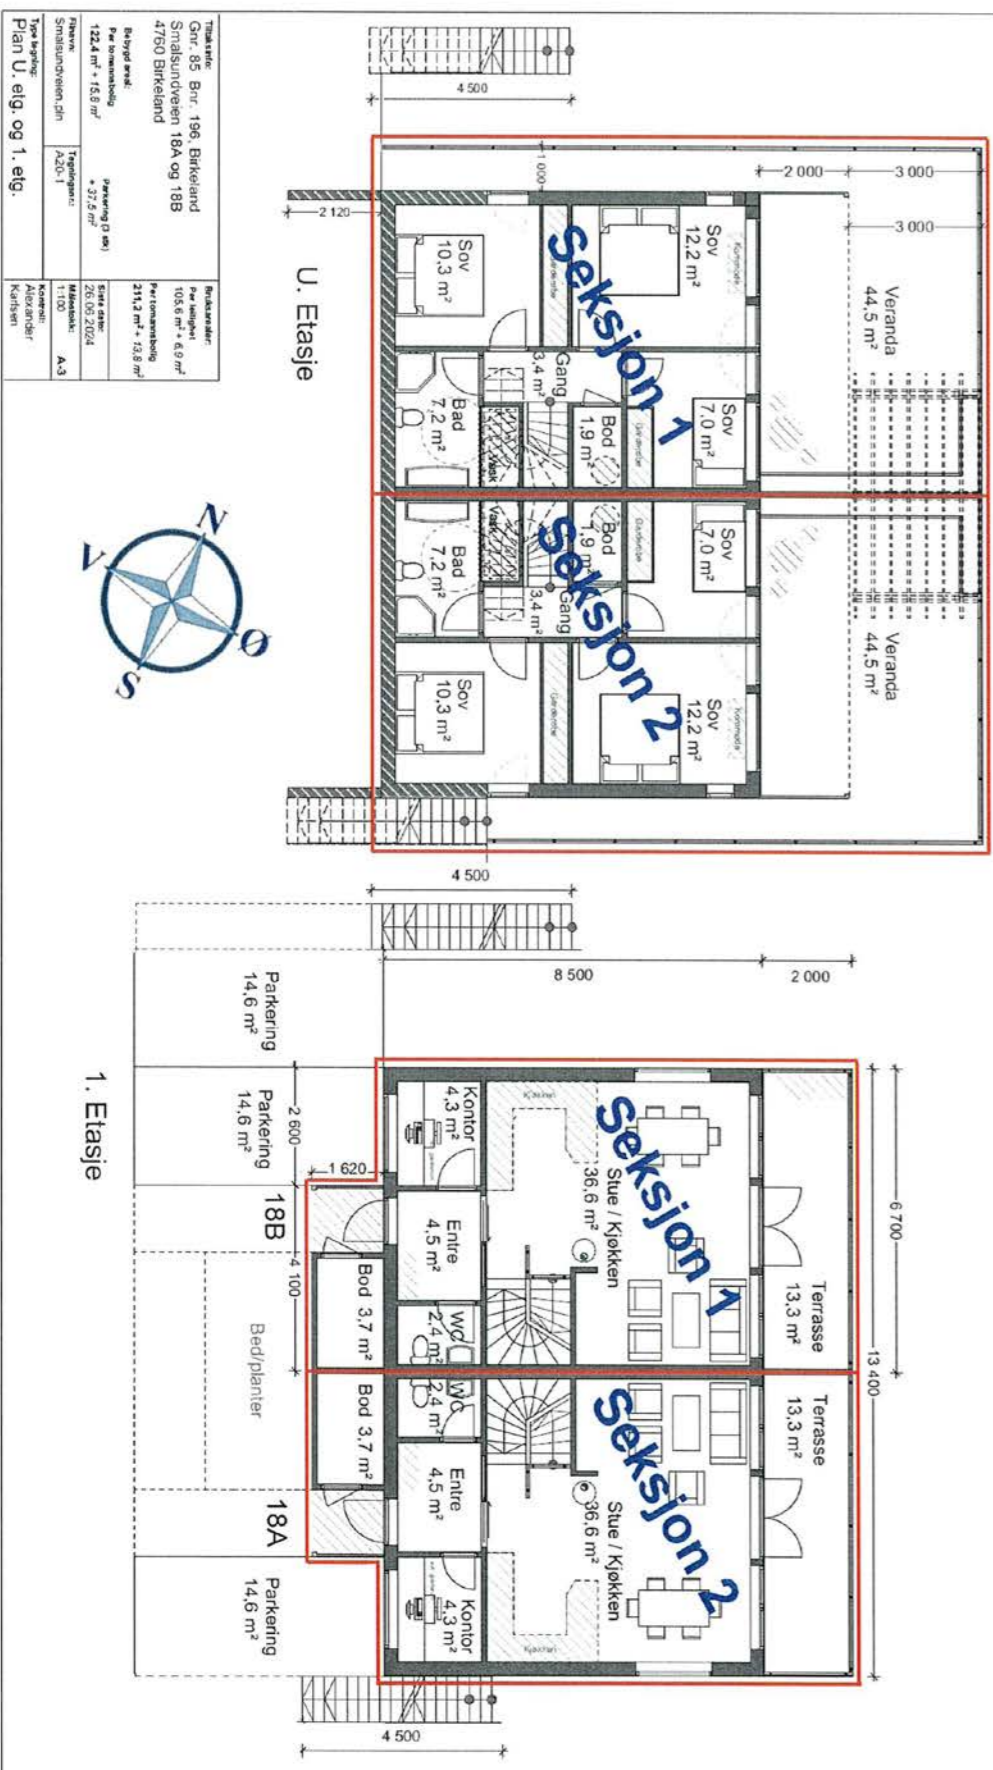 4 500
1 000
2 000
3 000
3 000
2 120
Veranda
44,5 m²
Veranda
44,5 m²
Sov
12,2 m²
Kommode
Garderobe
Sov
10,3 m²
Seksjon 1
Gang
3,4 m²
Sov
7,0 m²
Garderobe
Bod
1,9 m²
Bad
7,2 m²
Vask
Sov
7,0 m²
Garderobe
Bod
1,9 m²
Vask
Bad
7,2 m²
Gang
3,4 m²
Seksjon 2
Sov
12,2 m²
Kommode
Garderobe
Sov
10,3 m²
U. Etasje
4 500
N
Ø
S
V
4 500
8 500
2 000
6 700
13 400
Terrasse
13,3 m²
Terrasse
13,3 m²
Seksjon 1
Stue / Kjøkken
36,6 m²
Kjøkken
Kontor
4,3 m²
Entre
4,5 m²
WC
2,4 m²
Bod 3,7 m²
18B
Seksjon 2
Stue / Kjøkken
36,6 m²
Kjøkken
WC
2,4 m²
Entre
4,5 m²
Kontor
4,3 m²
Bod 3,7 m²
18A
1 620
2 600
4 100
Parkering
14,6 m²
Parkering
14,6 m²
Bed/planter
Parkering
14,6 m²
4 500
1. Etasje
Tiltaksinfo:
Gnr. 85 Bnr. 196, Birkeland
Smalsundveien 18A og 18B
4760 Birkeland
Bruksarealer:
Per leilighet
105,6 m² + 6,9 m²
Per tomannsbolig
211,2 m² + 13,8 m²
Bebygd areal:
Per tomannsbolig
122,4 m² + 15,8 m²
Parkering (3 stk)
+ 37,5 m²
Filnavn:
Smalsundveien.pln
Tegningsnr.:
A20-1
Siste dato:
26.06.2024
Målestokk:
1:100
A-3
Type tegning:
Plan U. etg. og 1. etg.
Kontroll:
Alexander
Karlsen